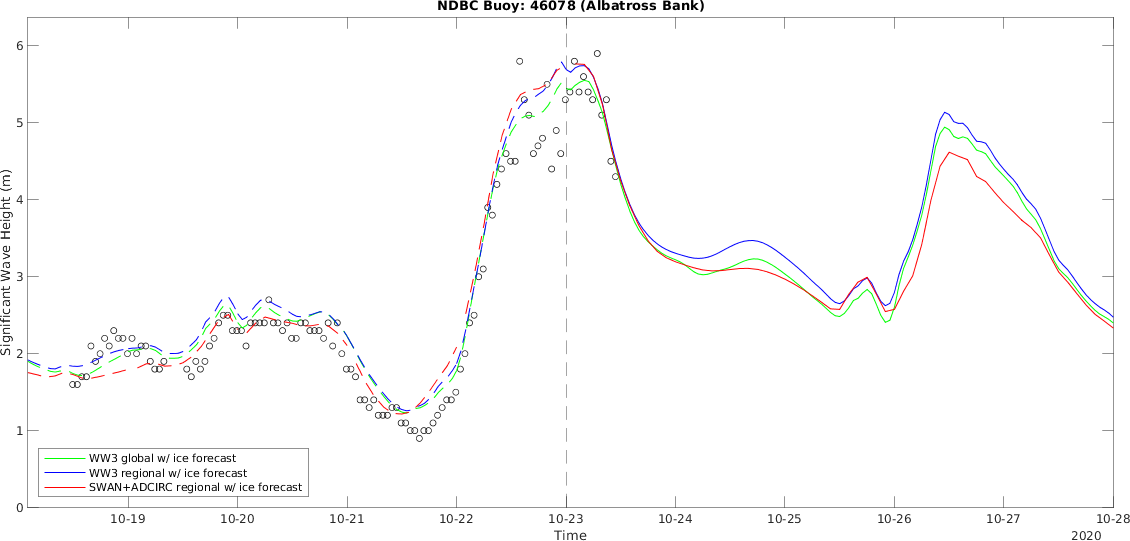 NDBC Buoy: 46078 (Albatross Bank)
Significant Wave Height (m)
6
5
4
3
2
1
0
WW3 global w/ ice forecast
WW3 regional w/ ice forecast
SWAN+ADCIRC regional w/ ice forecast
10-19 10-20 10-21 10-22 10-23 10-24 10-25 10-26 10-27 10-28
Time
2020